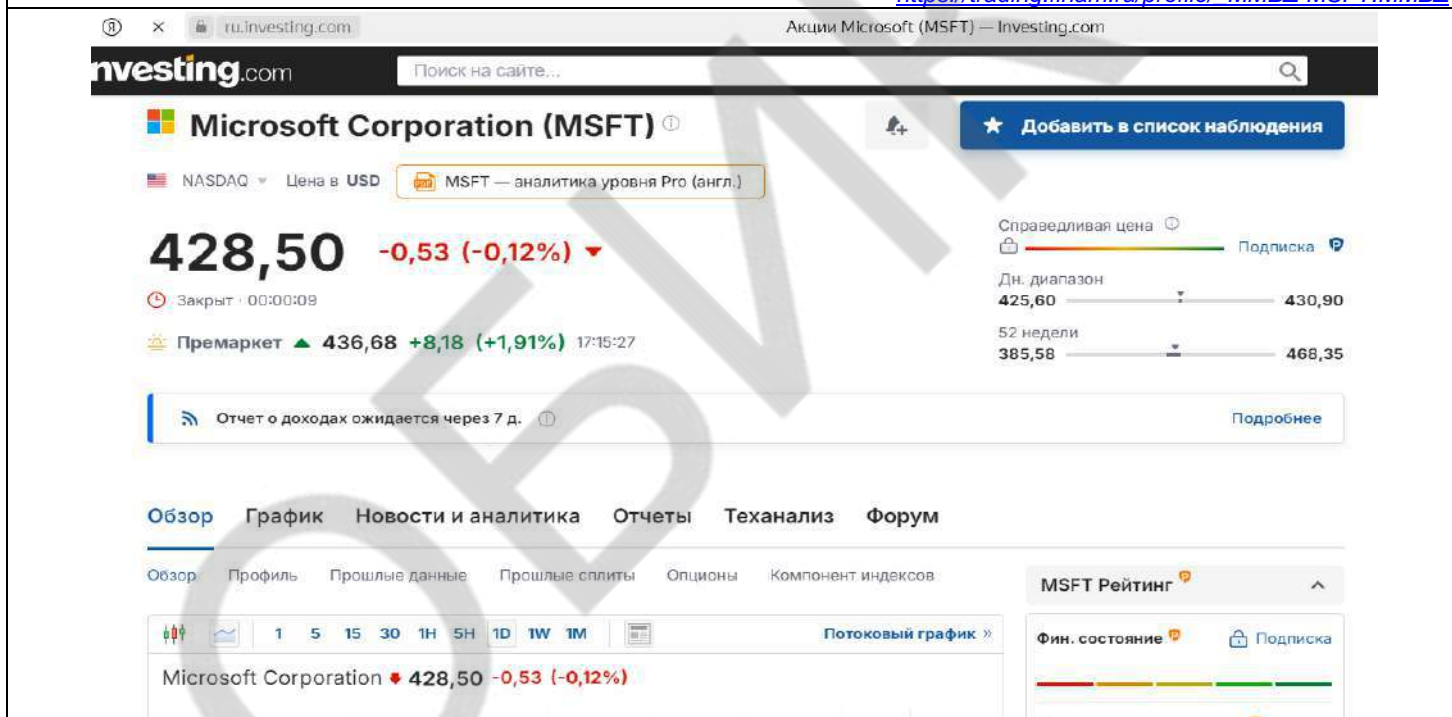 ru.investing.com
Акции Microsoft (MSFT) — Investing.com
nvesting.com
Поиск на сайте...
Microsoft Corporation (MSFT)
Добавить в список наблюдения
NASDAQ
Цена в USD
MSFT — аналитика уровня Pro (англ.)
428,50 -0,53 (-0,12%)
Закрыт · 00:00:09
Премаркет 436,68 +8,18 (+1,91%) 17:15:27
Справедливая цена
Подписка
Дн. диапазон
425,60 430,90
52 недели
385,58 468,35
Отчет о доходах ожидается через 7 д.
Подробнее
Обзор График Новости и аналитика Отчеты Теханализ Форум
Обзор Профиль Прошлые данные Прошлые сплиты Опционы Компонент индексов
MSFT Рейтинг
1 5 15 30 1H 5H 1D 1W 1M
Потоковый график »
Фин. состояние
Подписка
Microsoft Corporation 428,50 -0,53 (-0,12%)